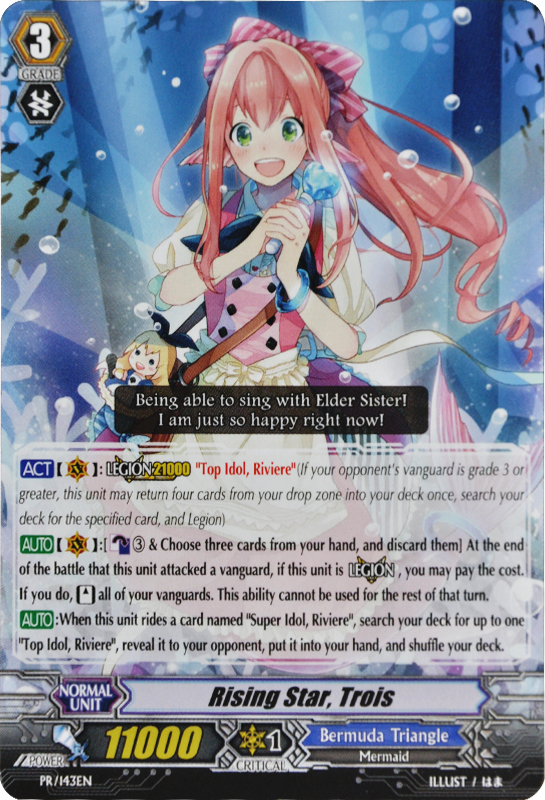 3
GRADE
Being able to sing with Elder Sister!
I am just so happy right now!
ACT【 】: LEGION 21000 "Top Idol, Riviere"(If your opponent's vanguard is grade 3 or
greater, this unit may return four cards from your drop zone into your deck once, search your
deck for the specified card, and Legion)
AUTO【 】:[ ③ & Choose three cards from your hand, and discard them] At the
end of the battle that this unit attacked a vanguard, if this unit is LEGION , you may pay the cost.
If you do, all of your vanguards. This ability cannot be used for the rest of that turn.
AUTO:When this unit rides a card named "Super Idol, Riviere", search your deck for up to one
"Top Idol, Riviere", reveal it to your opponent, put it into your hand, and shuffle your deck.
NORMAL
UNIT
Rising Star, Trois
POWER
11000
1
CRITICAL
Bermuda Triangle
Mermaid
PR/143EN
ILLUST / はま